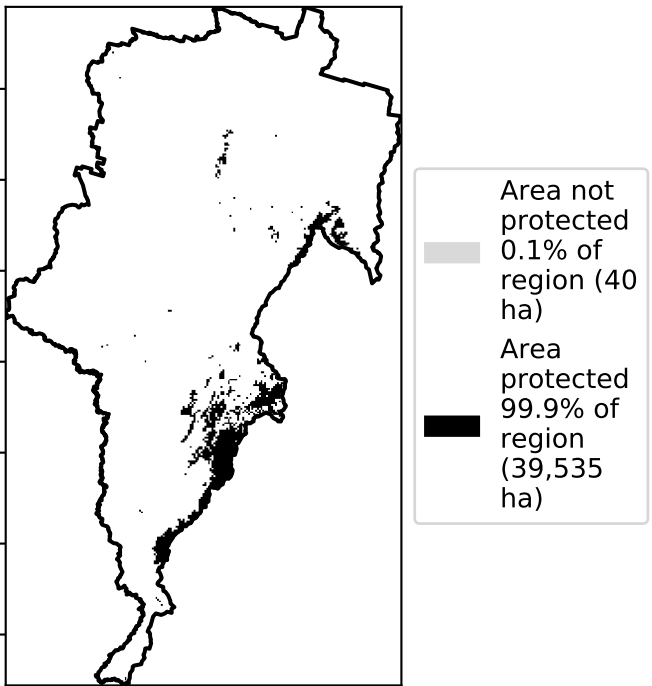 Area not
protected
0.1% of
region (40
ha)
Area
protected
99.9% of
region
(39,535
ha)